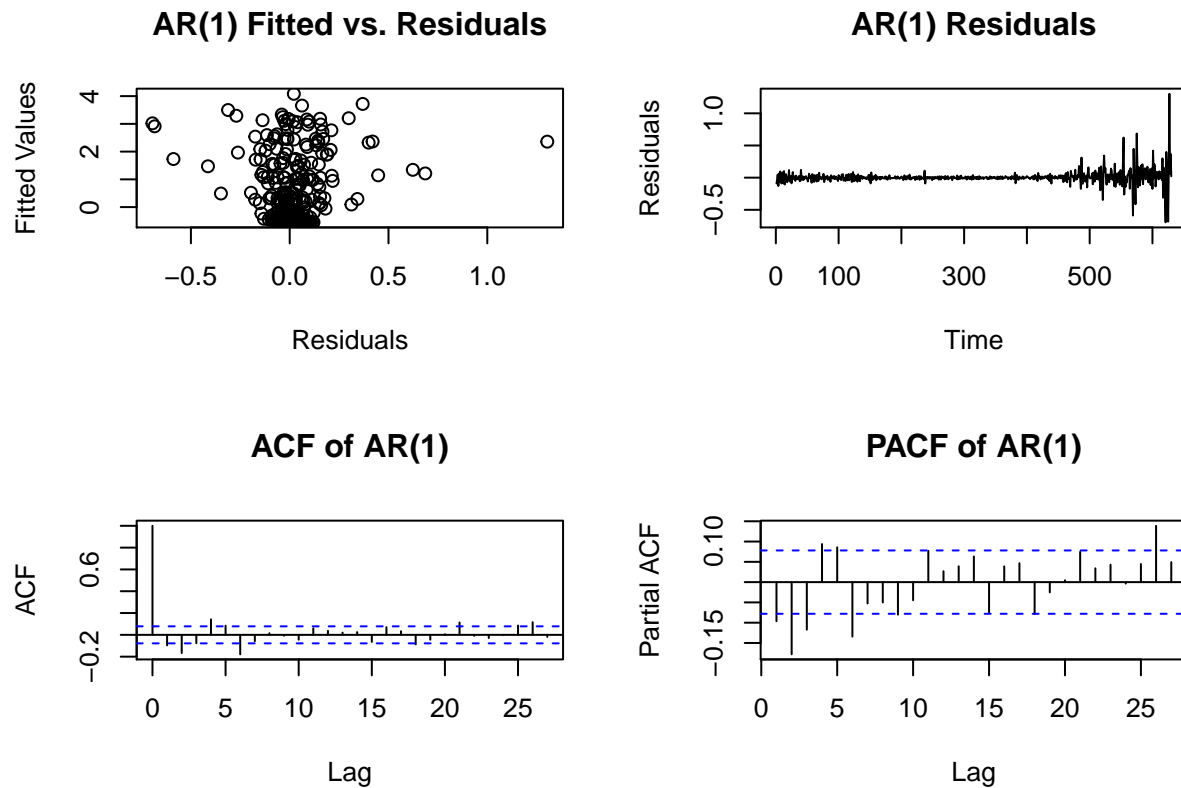 AR(1) Fitted vs. Residuals
Fitted Values
4
2
0
−0.5 0.0 0.5 1.0
Residuals
AR(1) Residuals
Residuals
1.0
−0.5
0 100 300 500
Time
ACF of AR(1)
ACF
0.6
−0.2
0 5 10 15 20 25
Lag
PACF of AR(1)
Partial ACF
0.10
−0.15
0 5 10 15 20 25
Lag